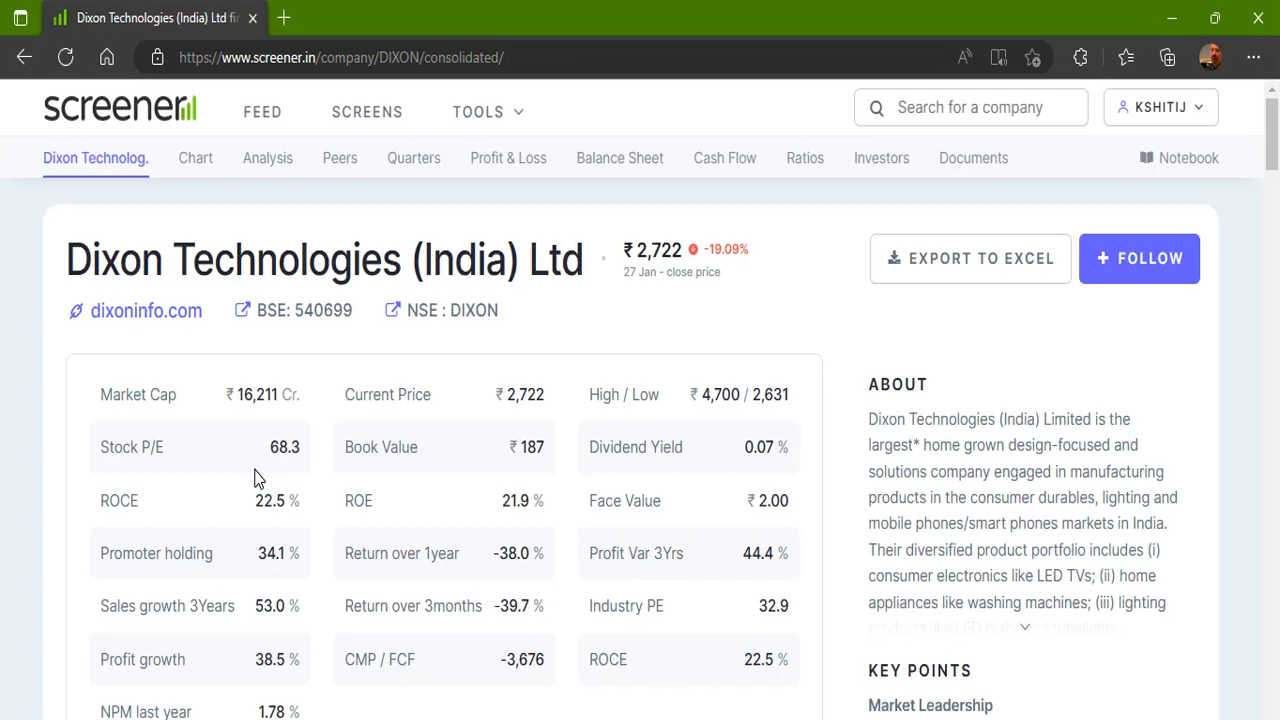 Dixon Technologies (India) Ltd fi
https://www.screener.in/company/DIXON/consolidated/
screener
FEED
SCREENS
TOOLS
Search for a company
KSHITIJ
Dixon Technolog.
Chart
Analysis
Peers
Quarters
Profit & Loss
Balance Sheet
Cash Flow
Ratios
Investors
Documents
Notebook
Dixon Technologies (India) Ltd
₹ 2,722 -19.09%
27 Jan - close price
EXPORT TO EXCEL
+ FOLLOW
dixoninfo.com
BSE: 540699
NSE : DIXON
Market Cap ₹ 16,211 Cr.
Current Price ₹ 2,722
High / Low ₹ 4,700 / 2,631
Stock P/E 68.3
Book Value ₹ 187
Dividend Yield 0.07 %
ROCE 22.5 %
ROE 21.9 %
Face Value ₹ 2.00
Promoter holding 34.1 %
Return over 1year -38.0 %
Profit Var 3Yrs 44.4 %
Sales growth 3Years 53.0 %
Return over 3months -39.7 %
Industry PE 32.9
Profit growth 38.5 %
CMP / FCF -3,676
ROCE 22.5 %
NPM last year 1.78 %
ABOUT
Dixon Technologies (India) Limited is the
largest* home grown design-focused and
solutions company engaged in manufacturing
products in the consumer durables, lighting and
mobile phones/smart phones markets in India.
Their diversified product portfolio includes (i)
consumer electronics like LED TVs; (ii) home
appliances like washing machines; (iii) lighting
products like LED bulbs and tubelights
KEY POINTS
Market Leadership